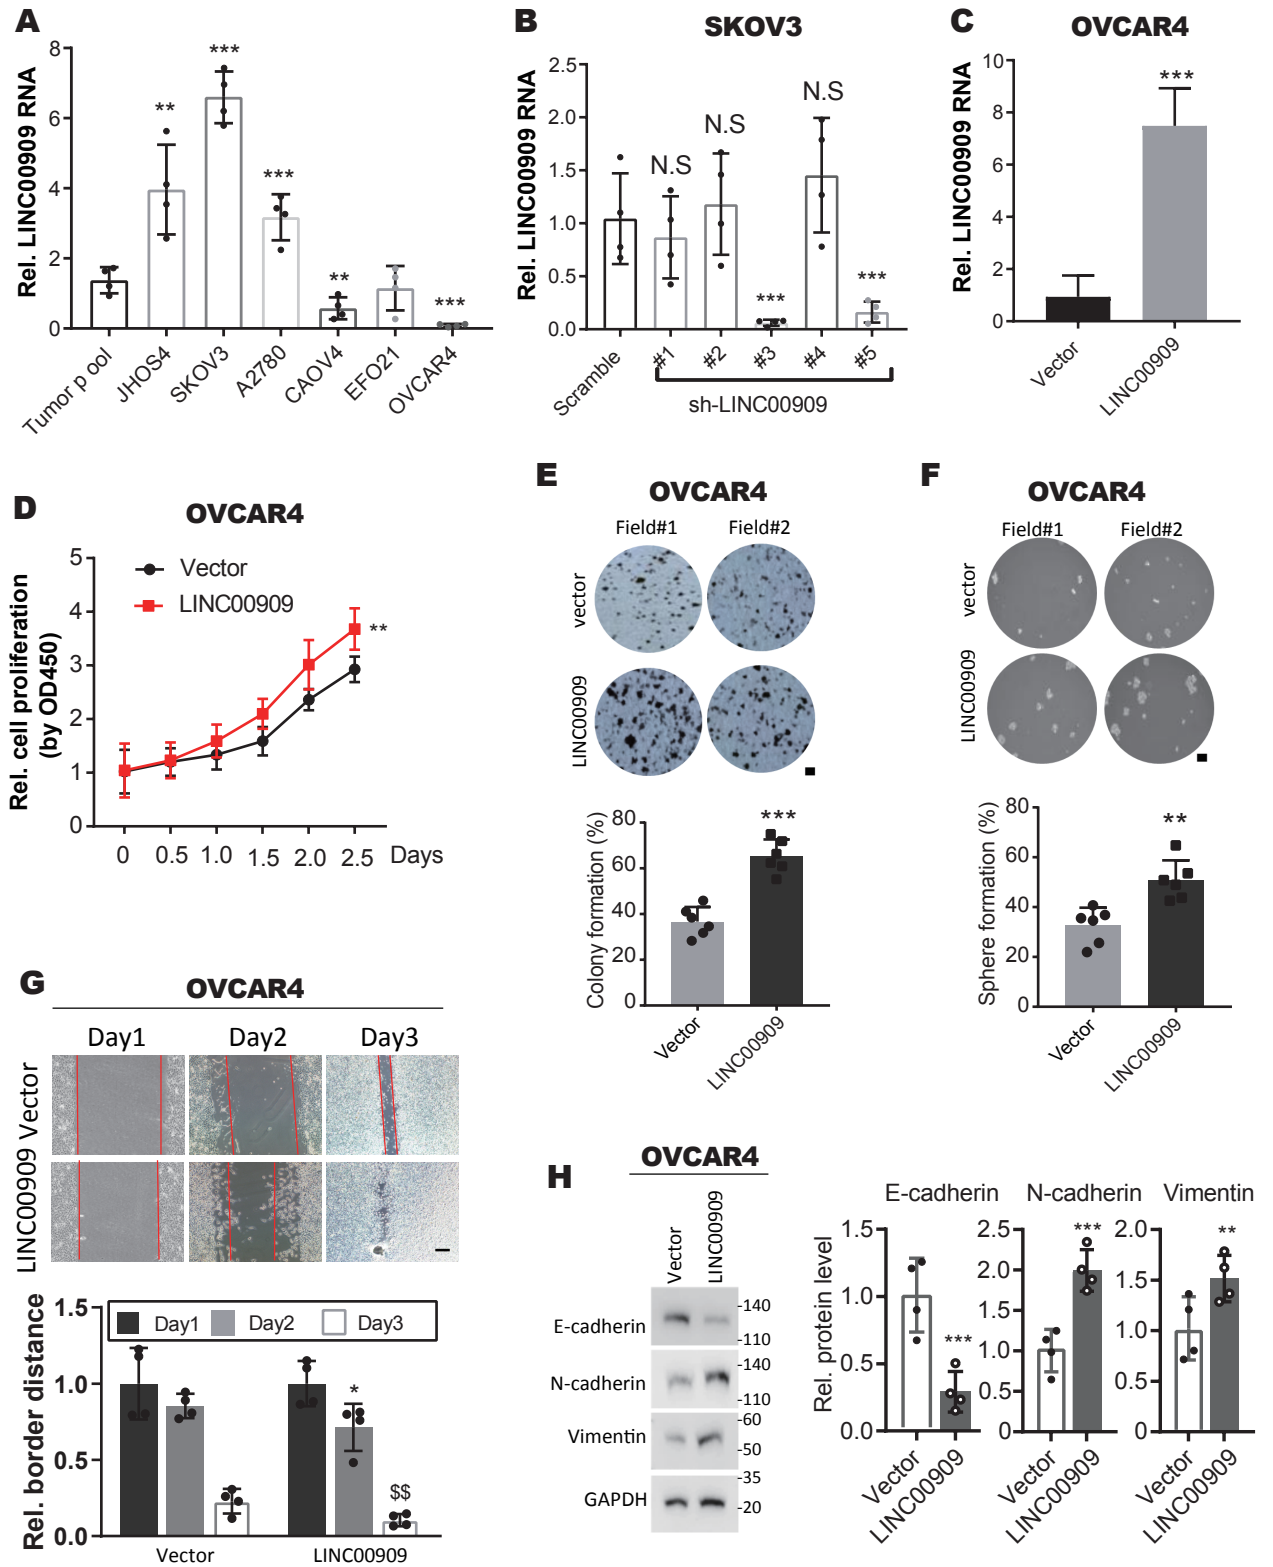 A
Rel. LINC00909 RNA
8
6
4
2
0
**
***
***
**
***
Tumor p ool
JHOS4
SKOV3
A2780
CAOV4
EFO21
OVCAR4
B
SKOV3
Rel. LINC00909 RNA
2.5
2.0
1.5
1.0
0.5
0.0
N.S
N.S
***
N.S
***
Scramble
#1
#2
#3
#4
#5
sh-LINC00909
C
OVCAR4
Rel. LINC00909 RNA
10
8
6
4
2
0
***
Vector
LINC00909
D
OVCAR4
Rel. cell proliferation
(by OD450)
5
4
3
2
1
0
Vector
LINC00909
**
0 0.5 1.0 1.5 2.0 2.5 Days
E
OVCAR4
Field#1 Field#2
vector
LINC00909
Colony formation (%)
80
60
40
20
0
***
Vector
LINC00909
F
OVCAR4
Field#1 Field#2
vector
LINC00909
Sphere formation (%)
80
60
40
20
0
**
Vector
LINC00909
G
OVCAR4
Day1 Day2 Day3
LINC00909 Vector
Rel. border distance
1.5
1.0
0.5
0.0
Day1 Day2 Day3
*
$$
Vector LINC00909
H
OVCAR4
Vector
LINC00909
E-cadherin
-140
-110
N-cadherin
-140
-110
Vimentin
-60
-50
GAPDH
-35
-20
Rel. protein level
E-cadherin
1.5
1.0
0.5
0.0
***
Vector
LINC00909
N-cadherin
2.5
2.0
1.5
1.0
0.5
0
***
Vector
LINC00909
Vimentin
2.0
1.5
1.0
0.5
0
**
Vector
LINC00909